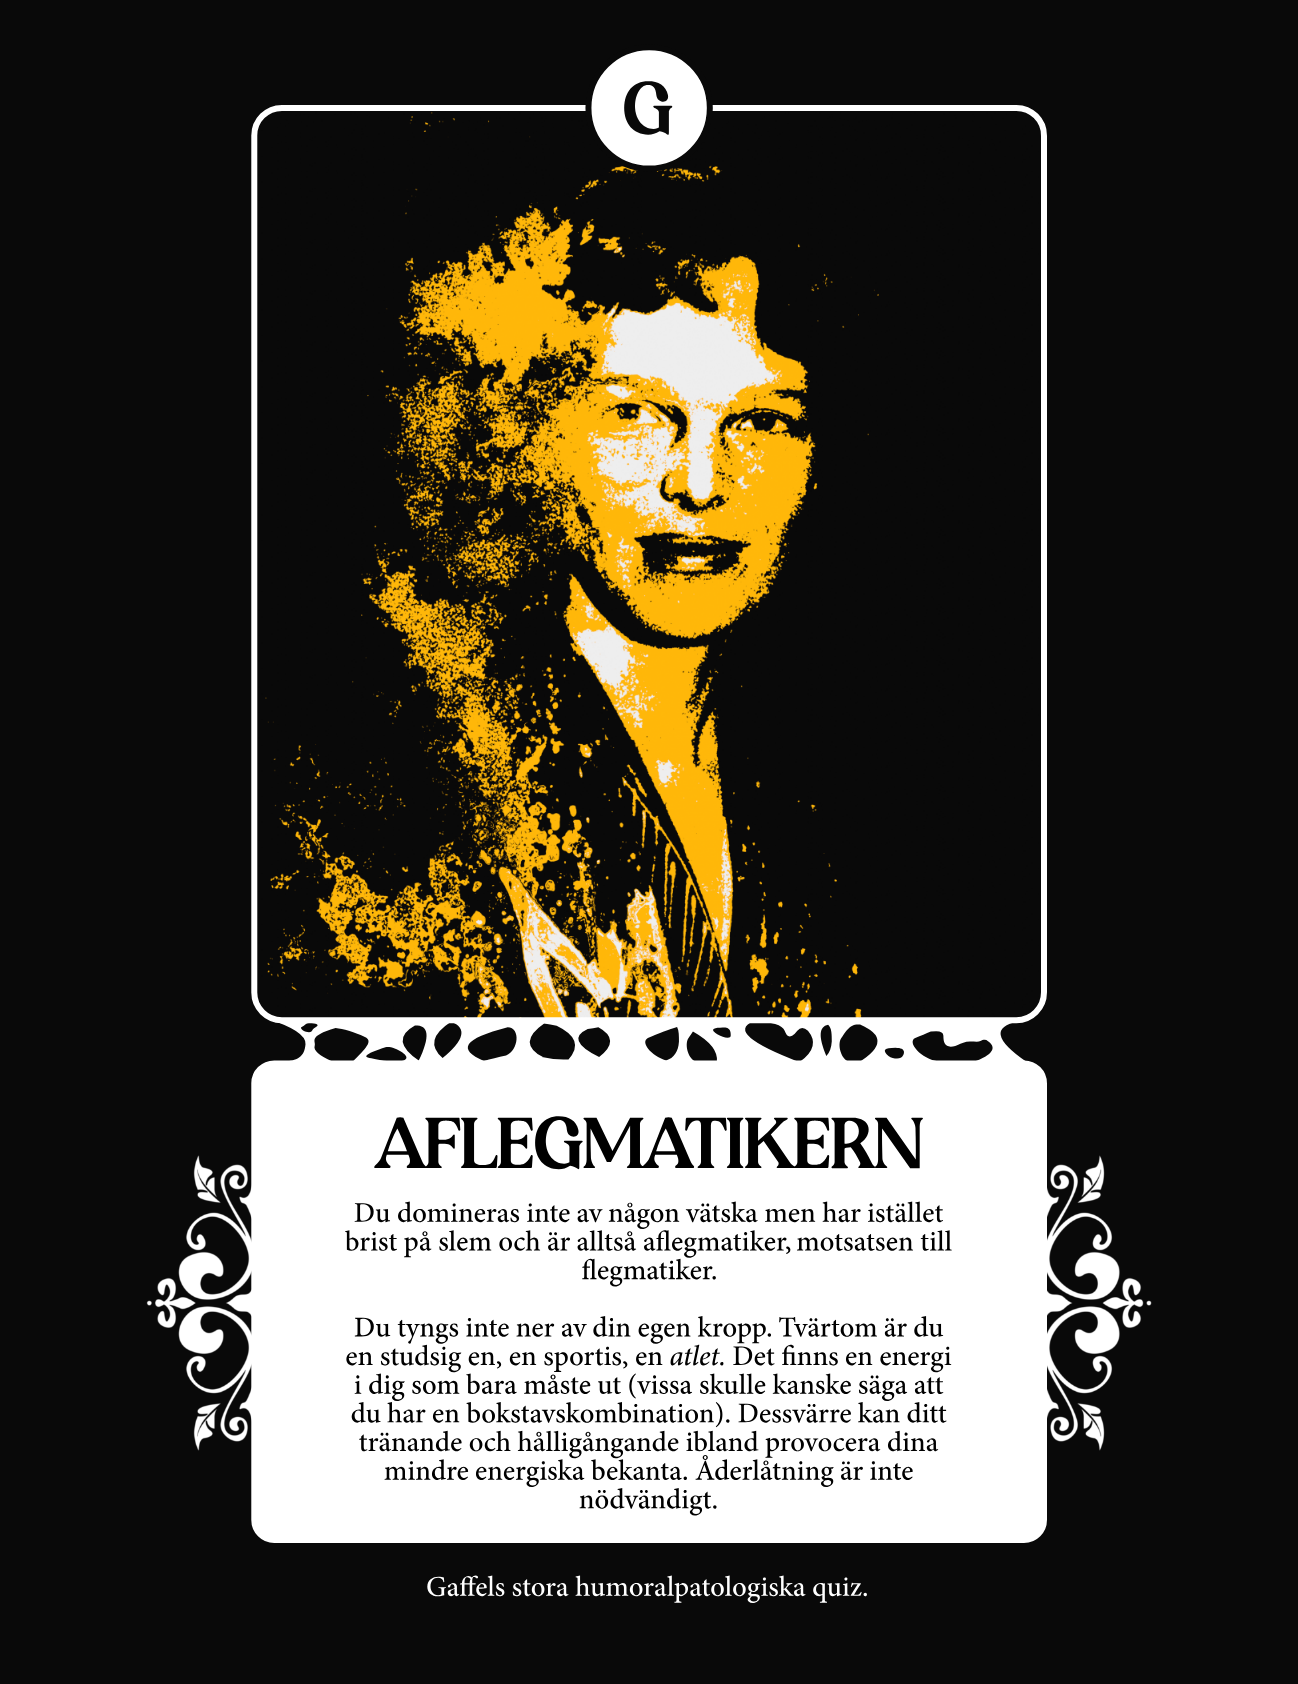 G
AFLEGMATIKERN
Du domineras inte av någon vätska men har istället
brist på slem och är alltså aflegmatiker, motsatsen till
flegmatiker.
Du tyngs inte ner av din egen kropp. Tvärtom är du
en studsig en, en sportis, en atlet. Det finns en energi
i dig som bara måste ut (vissa skulle kanske säga att
du har en bokstavskombination). Dessvärre kan ditt
tränande och hålligångande ibland provocera dina
mindre energiska bekanta. Åderlåtning är inte
nödvändigt.
Gaffels stora humoralpatologiska quiz.